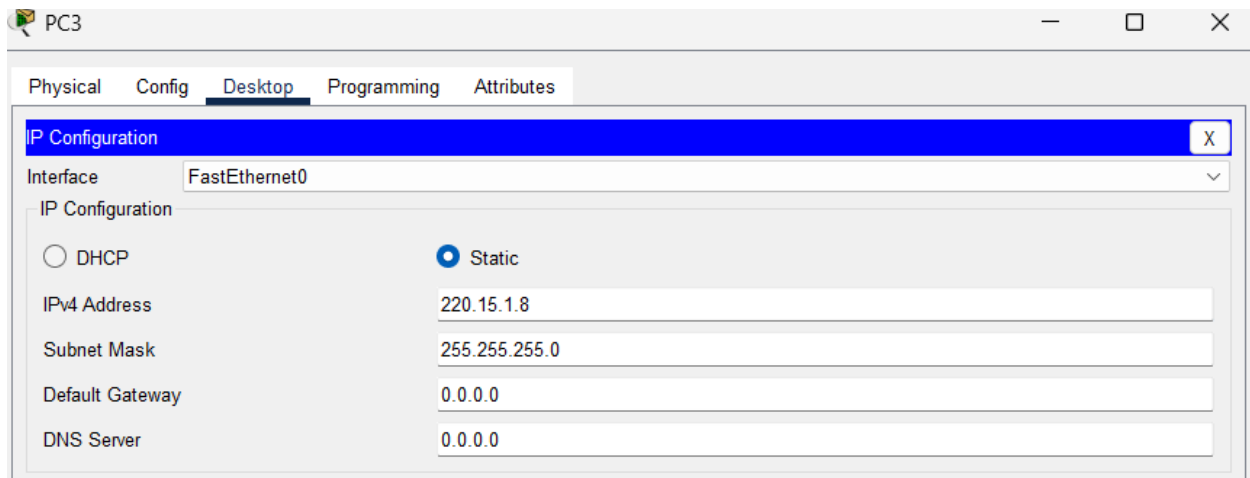 PC3
Physical Config Desktop Programming Attributes
IP Configuration X
Interface FastEthernet0
IP Configuration
DHCP Static
IPv4 Address 220.15.1.8
Subnet Mask 255.255.255.0
Default Gateway 0.0.0.0
DNS Server 0.0.0.0